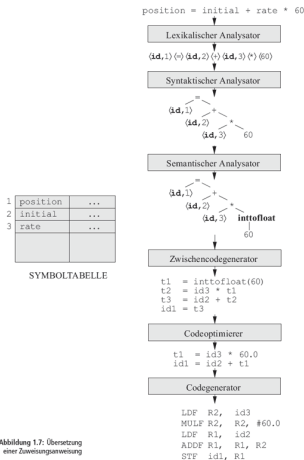 position = initial + rate * 60
Lexikalischer Analysator
⟨id,1⟩ ⟨=⟩ ⟨id,2⟩ ⟨+⟩ ⟨id,3⟩ ⟨*⟩ ⟨60⟩
Syntaktischer Analysator
=
⟨id,1⟩ +
⟨id,2⟩ *
⟨id,3⟩ 60
Semantischer Analysator
=
⟨id,1⟩ +
⟨id,2⟩ *
⟨id,3⟩ inttofloat
60
1 position ...
2 initial ...
3 rate ...
SYMBOLTABELLE
Zwischencodegenerator
t1 = inttofloat(60)
t2 = id3 * t1
t3 = id2 + t2
id1 = t3
Codeoptimierer
t1 = id3 * 60.0
id1 = id2 + t1
Codegenerator
LDF R2, id3
MULF R2, R2, #60.0
LDF R1, id2
ADDF R1, R1, R2
STF id1, R1
Abbildung 1.7: Übersetzung
einer Zuweisungsanweisung